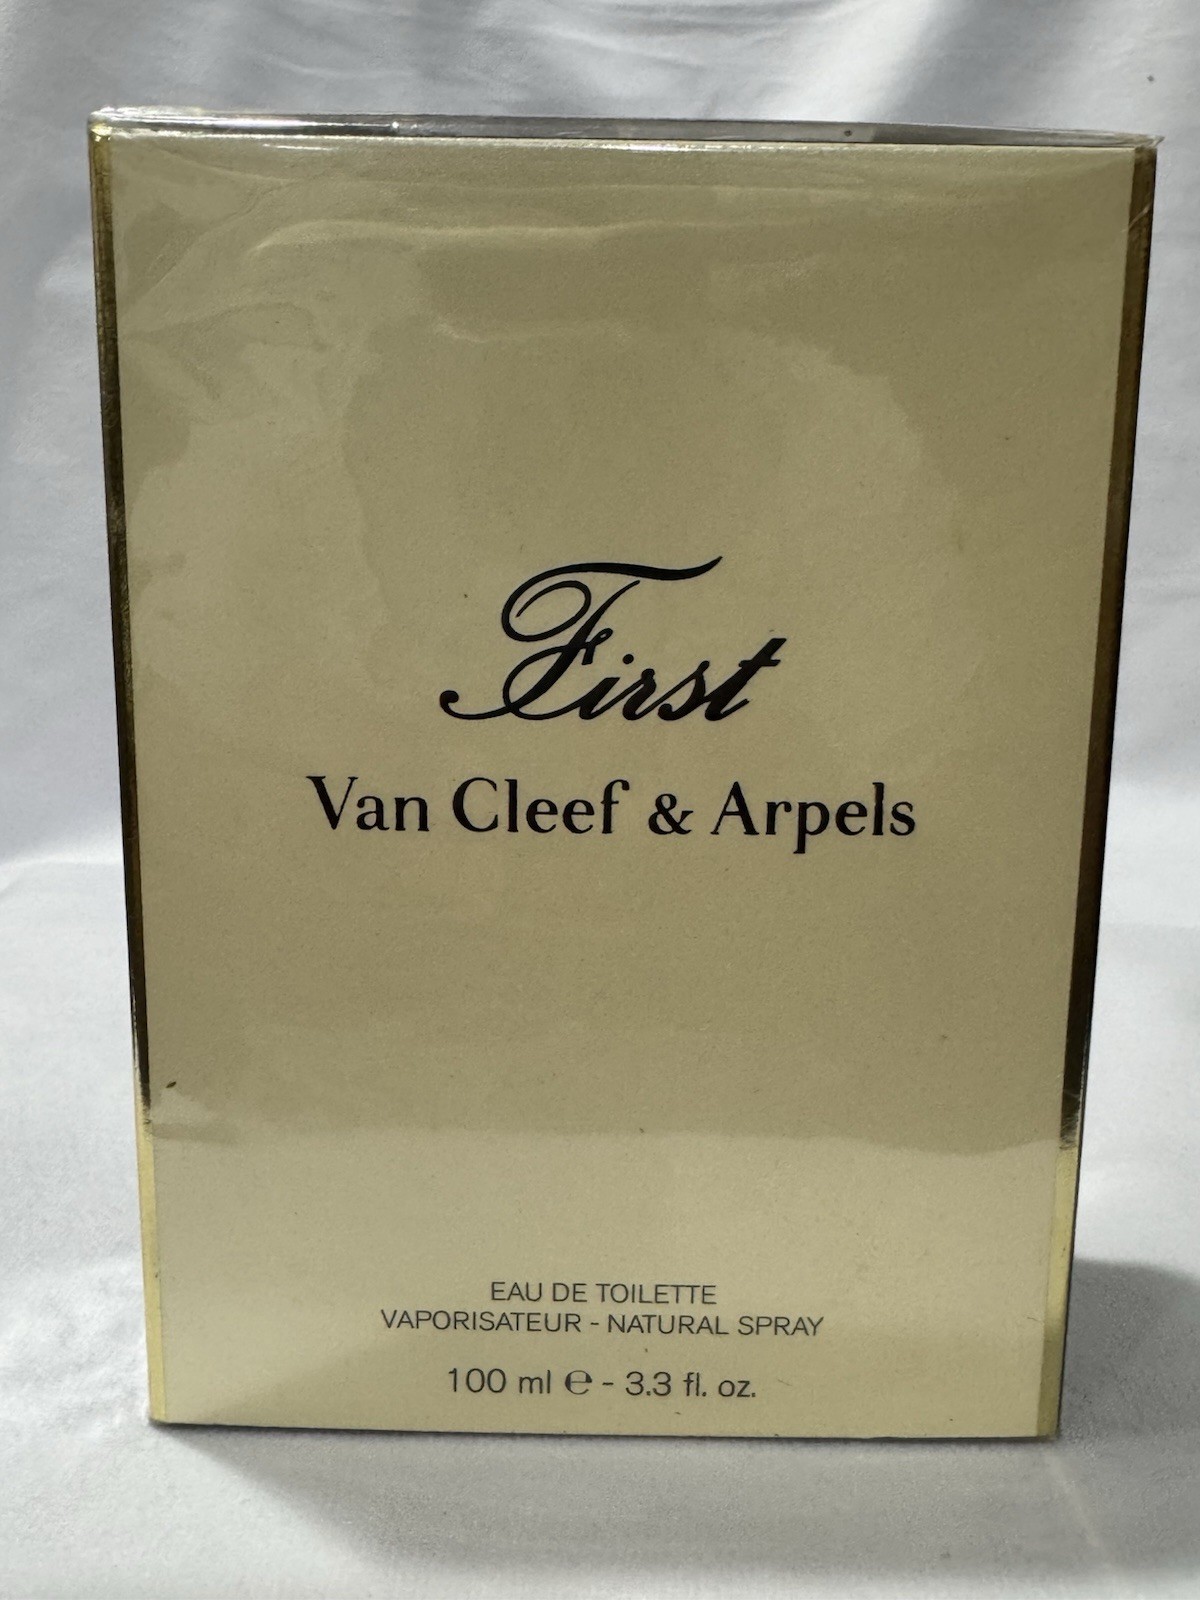 First
Van Cleef & Arpels
EAU DE TOILETTE
VAPORISATEUR - NATURAL SPRAY
100 ml ℮ - 3.3 fl. oz.